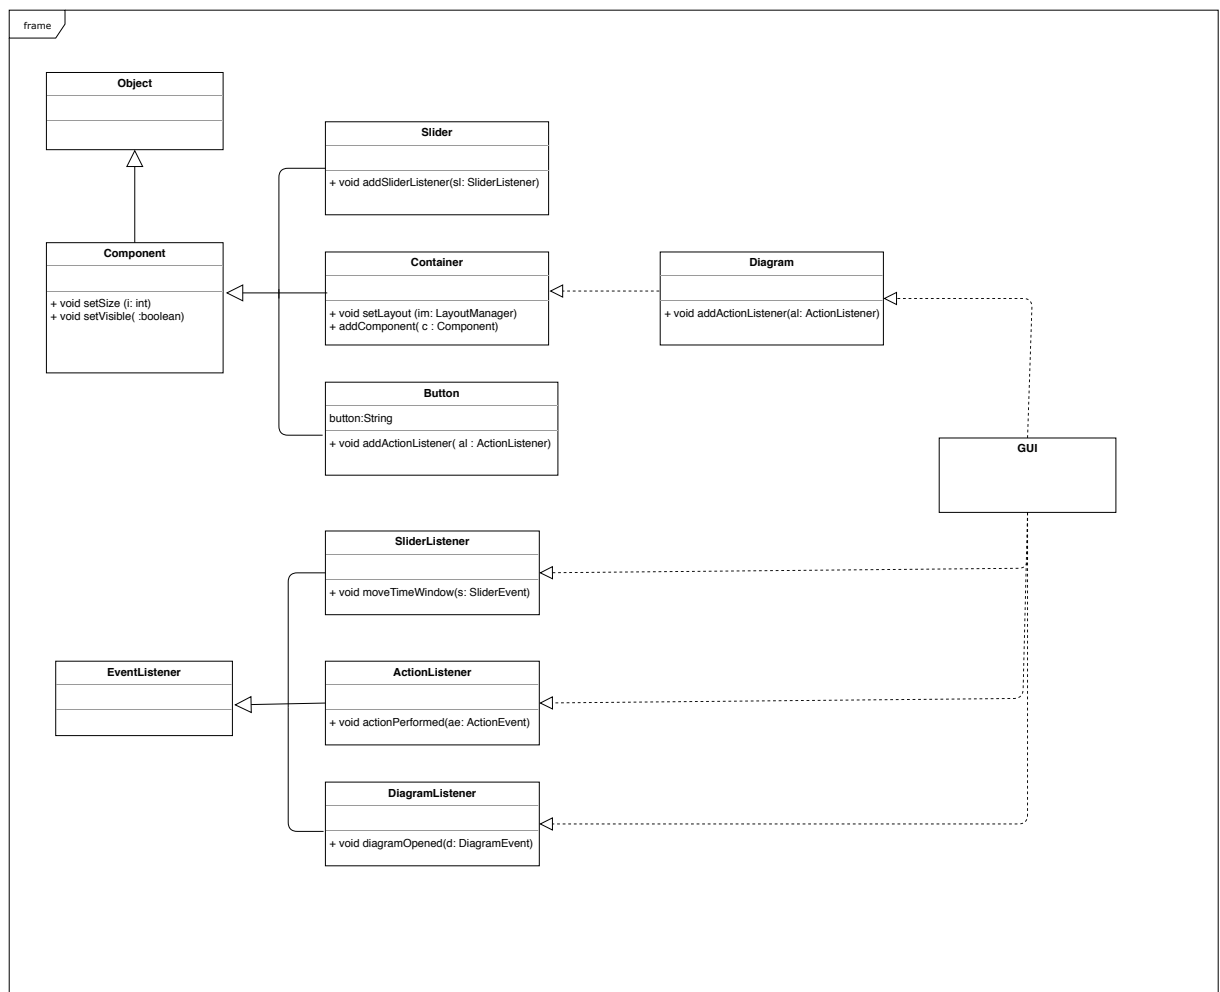 frame
Object
Slider
+ void addSliderListener(sl: SliderListener)
Component
+ void setSize (i: int)
+ void setVisible( :boolean)
Container
+ void setLayout (im: LayoutManager)
+ addComponent( c : Component)
Diagram
+ void addActionListener(al: ActionListener)
Button
button:String
+ void addActionListener( al : ActionListener)
GUI
SliderListener
+ void moveTimeWindow(s: SliderEvent)
EventListener
ActionListener
+ void actionPerformed(ae: ActionEvent)
DiagramListener
+ void diagramOpened(d: DiagramEvent)